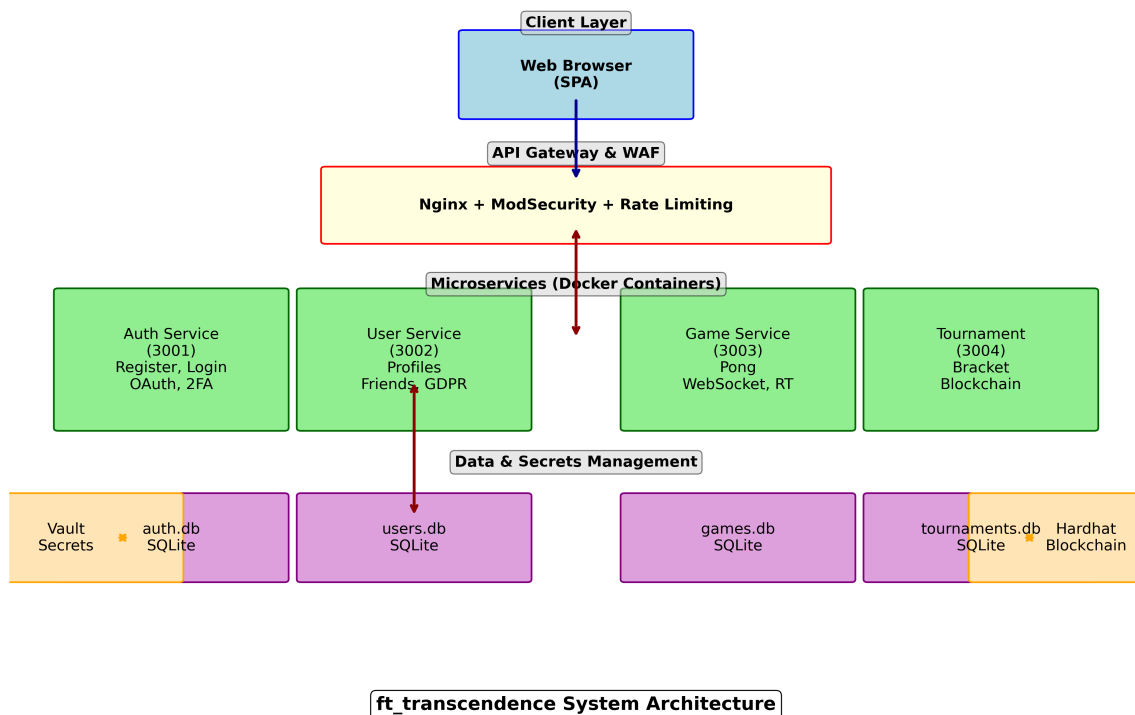 Client Layer
Web Browser
(SPA)
API Gateway & WAF
Nginx + ModSecurity + Rate Limiting
Microservices (Docker Containers)
Auth Service
(3001)
Register, Login
OAuth, 2FA
User Service
(3002)
Profiles
Friends, GDPR
Game Service
(3003)
Pong
WebSocket, RT
Tournament
(3004)
Bracket
Blockchain
Data & Secrets Management
Vault
Secrets
auth.db
SQLite
users.db
SQLite
games.db
SQLite
tournaments.db
SQLite
Hardhat
Blockchain
ft_transcendence System Architecture